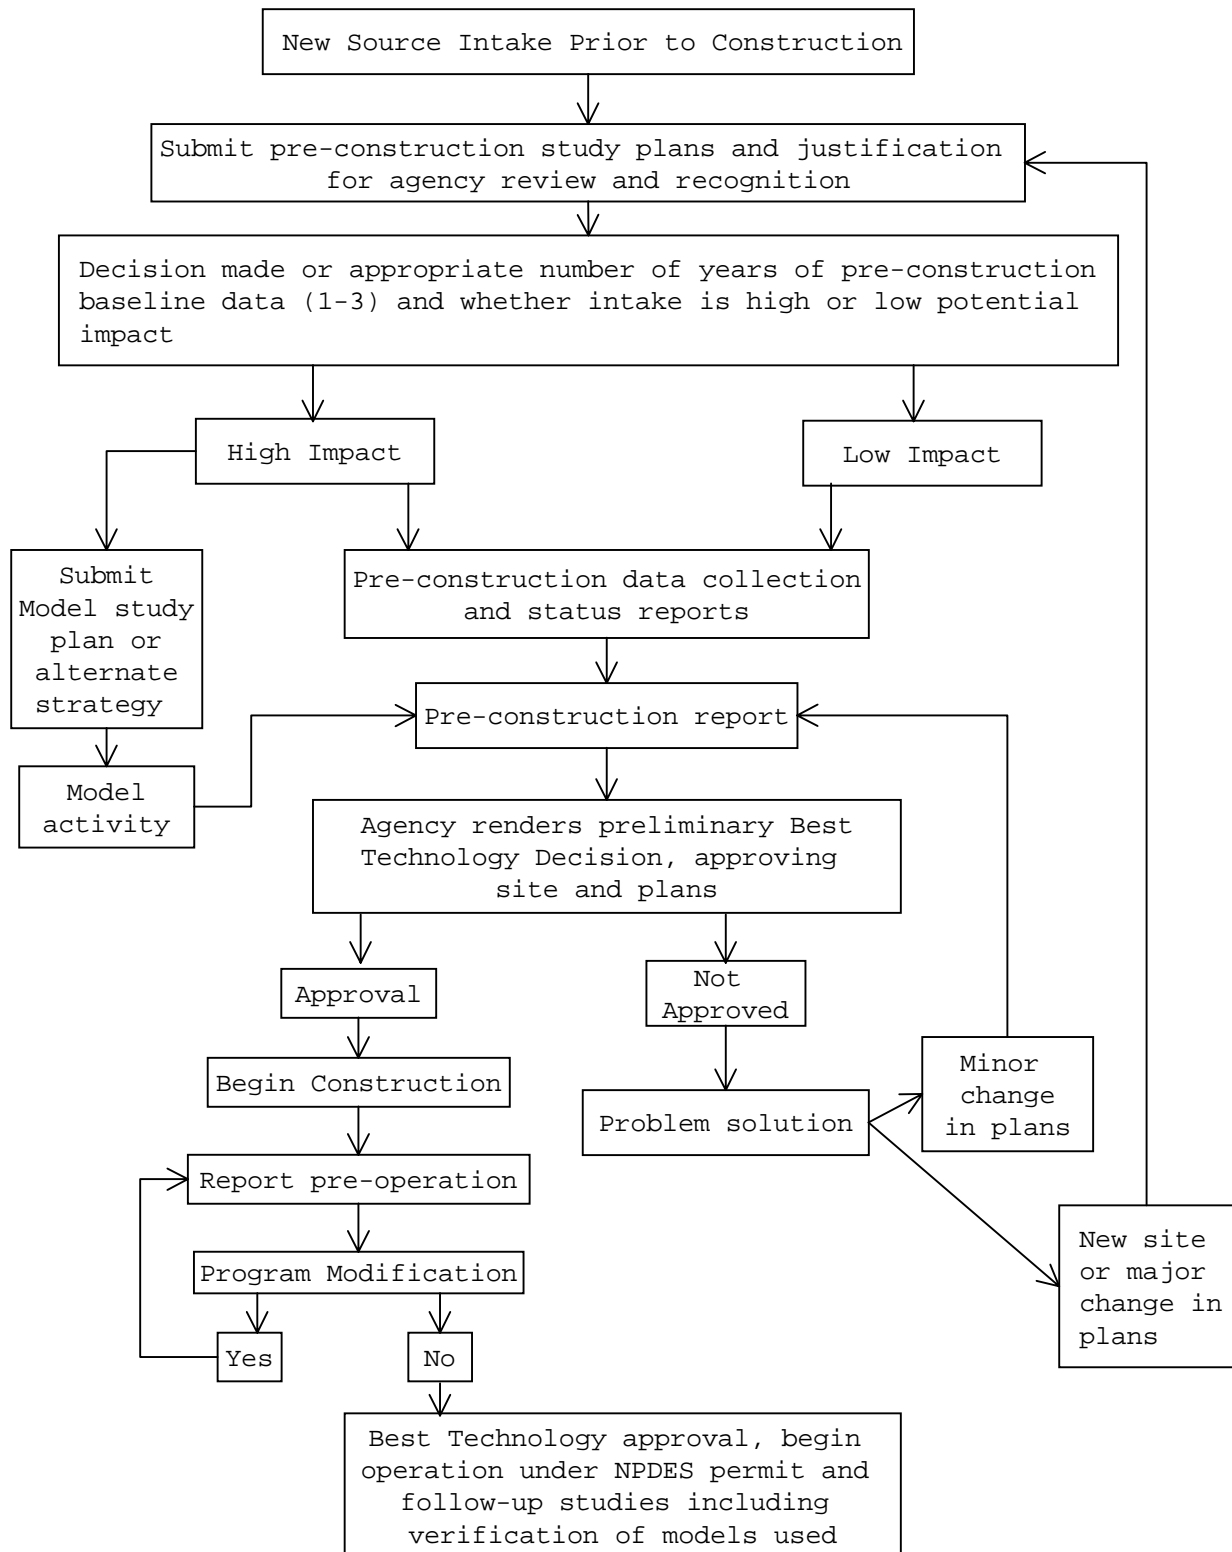 New Source Intake Prior to Construction
Submit pre-construction study plans and justification
for agency review and recognition
Decision made or appropriate number of years of pre-construction
baseline data (1-3) and whether intake is high or low potential
impact
High Impact
Low Impact
Submit
Model study
plan or
alternate
strategy
Pre-construction data collection
and status reports
Pre-construction report
Model
activity
Agency renders preliminary Best
Technology Decision, approving
site and plans
Approval
Not
Approved
Begin Construction
Problem solution
Minor
change
in plans
Report pre-operation
New site
or major
change in
plans
Program Modification
Yes
No
Best Technology approval, begin
operation under NPDES permit and
follow-up studies including
verification of models used